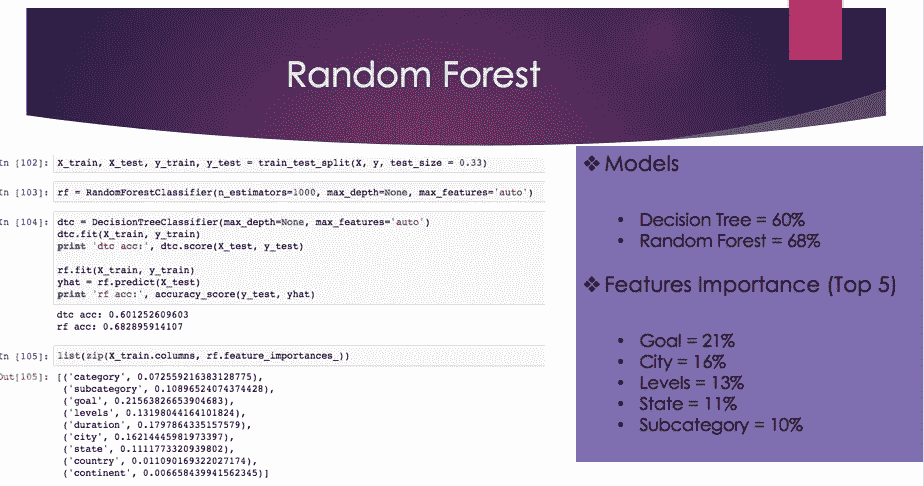 Random Forest
In [102]: X_train, X_test, y_train, y_test = train_test_split(X, y, test_size = 0.33)
In [103]: rf = RandomForestClassifier(n_estimators=1000, max_depth=None, max_features='auto')
In [104]: dtc = DecisionTreeClassifier(max_depth=None, max_features='auto')
dtc.fit(X_train, y_train)
print 'dtc acc:', dtc.score(X_test, y_test)
rf.fit(X_train, y_train)
yhat = rf.predict(X_test)
print 'rf acc:', accuracy_score(y_test, yhat)
dtc acc: 0.601252609603
rf acc: 0.682895914107
In [105]: list(zip(X_train.columns, rf.feature_importances_))
Out[105]: [('category', 0.072559216383128775),
('subcategory', 0.10896524074374428),
('goal', 0.21563826653904683),
('levels', 0.13198044164101824),
('duration', 0.1797864335157579),
('city', 0.16214445981973397),
('state', 0.1111773320939802),
('country', 0.011090169322027174),
('continent', 0.006658439941562345)]
❖ Models
• Decision Tree = 60%
• Random Forest = 68%
❖ Features Importance (Top 5)
• Goal = 21%
• City = 16%
• Levels = 13%
• State = 11%
• Subcategory = 10%